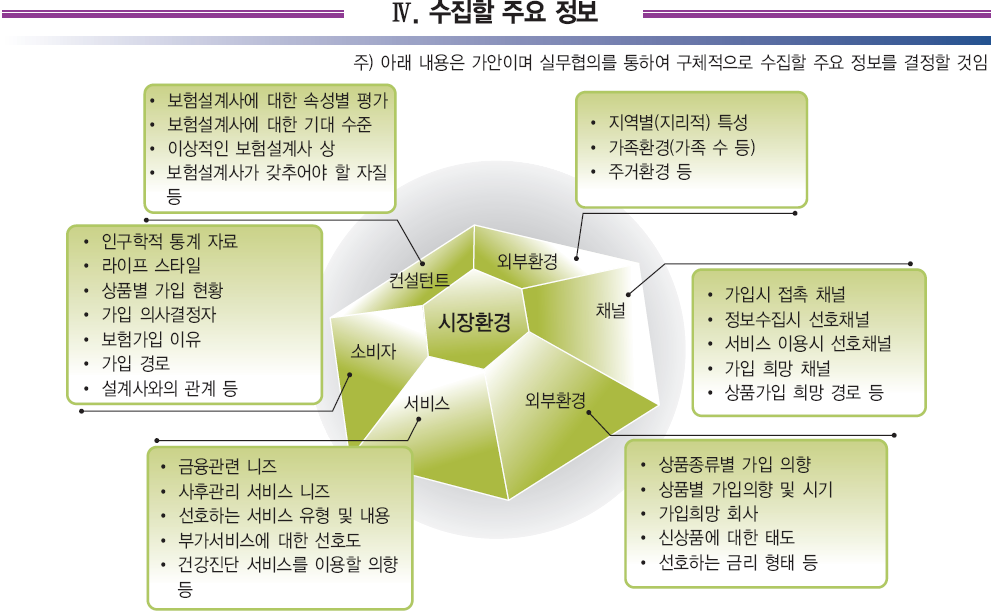 Ⅳ. 수집할 주요 정보
주) 아래 내용은 가안이며 실무협의를 통하여 구체적으로 수집할 주요 정보를 결정할 것임
• 보험설계사에 대한 속성별 평가
• 보험설계사에 대한 기대 수준
• 이상적인 보험설계사 상
• 보험설계사가 갖추어야 할 자질
등
• 지역별(지리적) 특성
• 가족환경(가족 수 등)
• 주거환경 등
• 인구학적 통계 자료
• 라이프 스타일
• 상품별 가입 현황
• 가입 의사결정자
• 보험가입 이유
• 가입 경로
• 설계사와의 관계 등
컨설턴트
외부환경
시장환경
채널
소비자
서비스
외부환경
• 가입시 접촉 채널
• 정보수집시 선호채널
• 서비스 이용시 선호채널
• 가입 희망 채널
• 상품가입 희망 경로 등
• 금융관련 니즈
• 사후관리 서비스 니즈
• 선호하는 서비스 유형 및 내용
• 부가서비스에 대한 선호도
• 건강진단 서비스를 이용할 의향
등
• 상품종류별 가입 의향
• 상품별 가입의향 및 시기
• 가입희망 회사
• 신상품에 대한 태도
• 선호하는 금리 형태 등